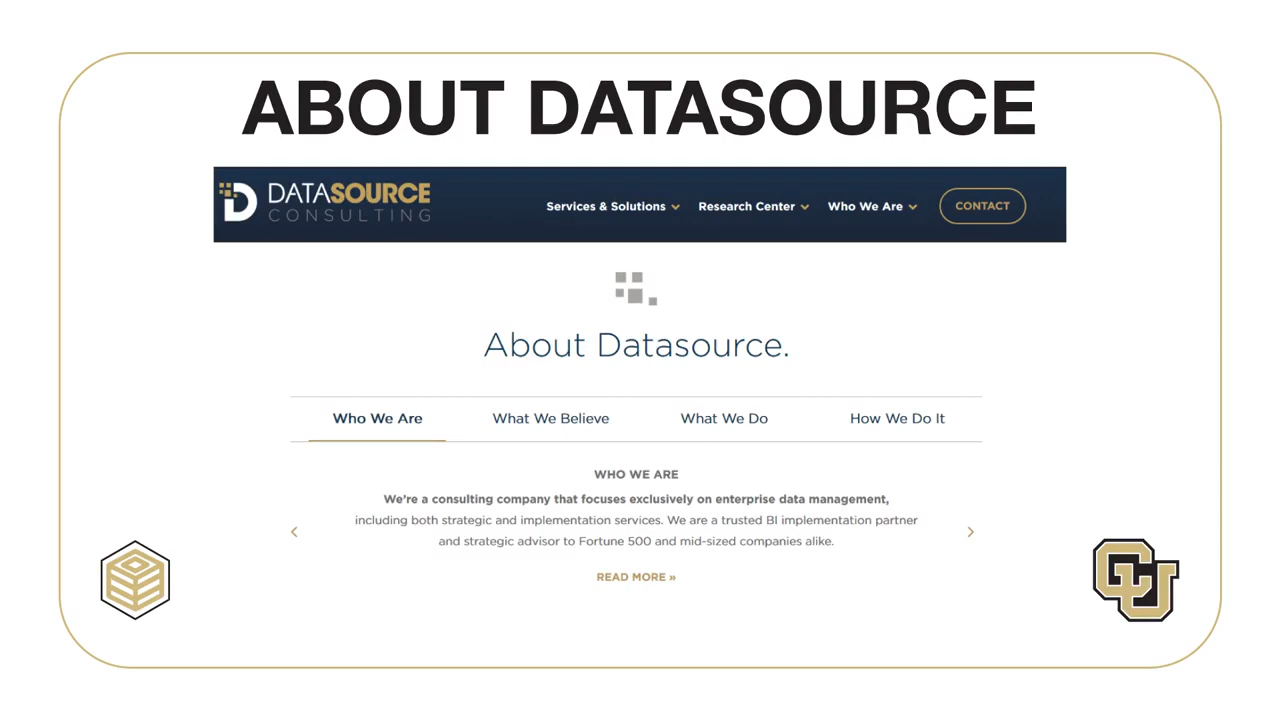 ABOUT DATASOURCE
DATASOURCE
CONSULTING
Services & Solutions
Research Center
Who We Are
CONTACT
About Datasource.
Who We Are
What We Believe
What We Do
How We Do It
WHO WE ARE
We're a consulting company that focuses exclusively on enterprise data management,
including both strategic and implementation services. We are a trusted BI implementation partner
and strategic advisor to Fortune 500 and mid-sized companies alike.
READ MORE »
CU